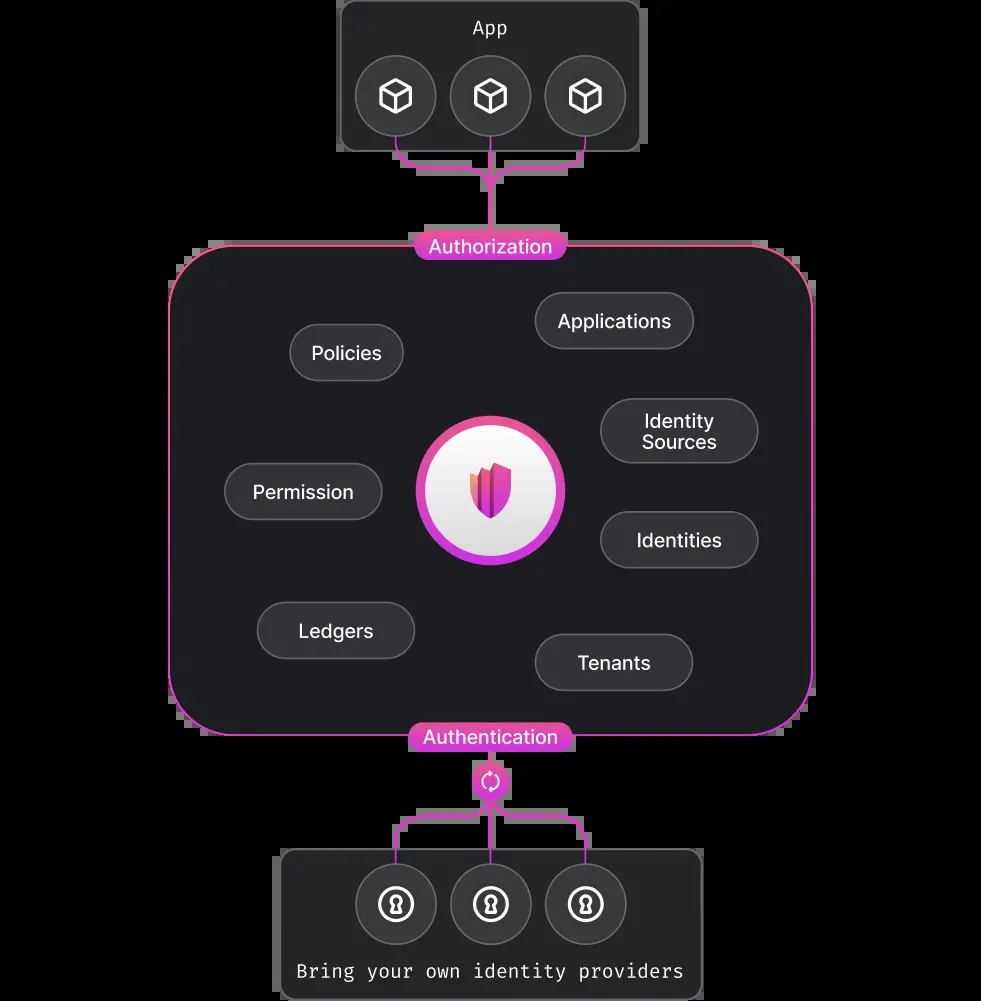 App
Authorization
Applications
Policies
Identity
Sources
Permission
Identities
Ledgers
Tenants
Authentication
Bring your own identity providers